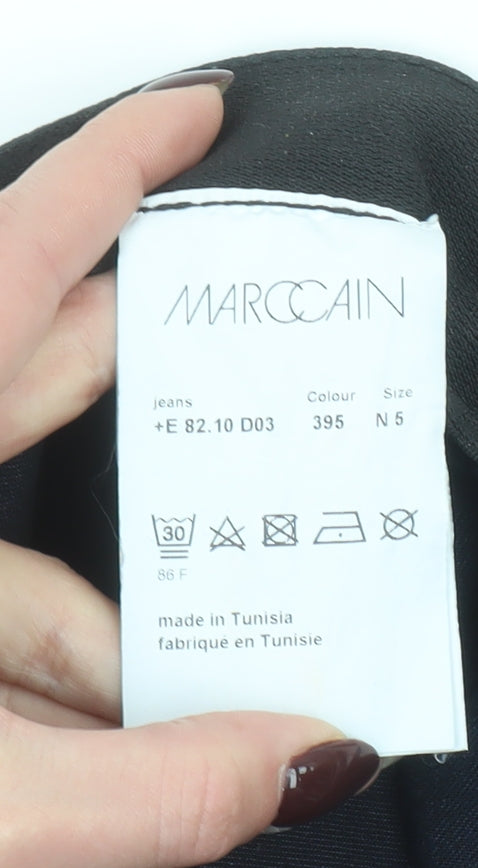 MARCCAIN
jeans Colour Size
+E 82.10 D03 395 N 5
30
86 F
made in Tunisia
fabriqué en Tunisie